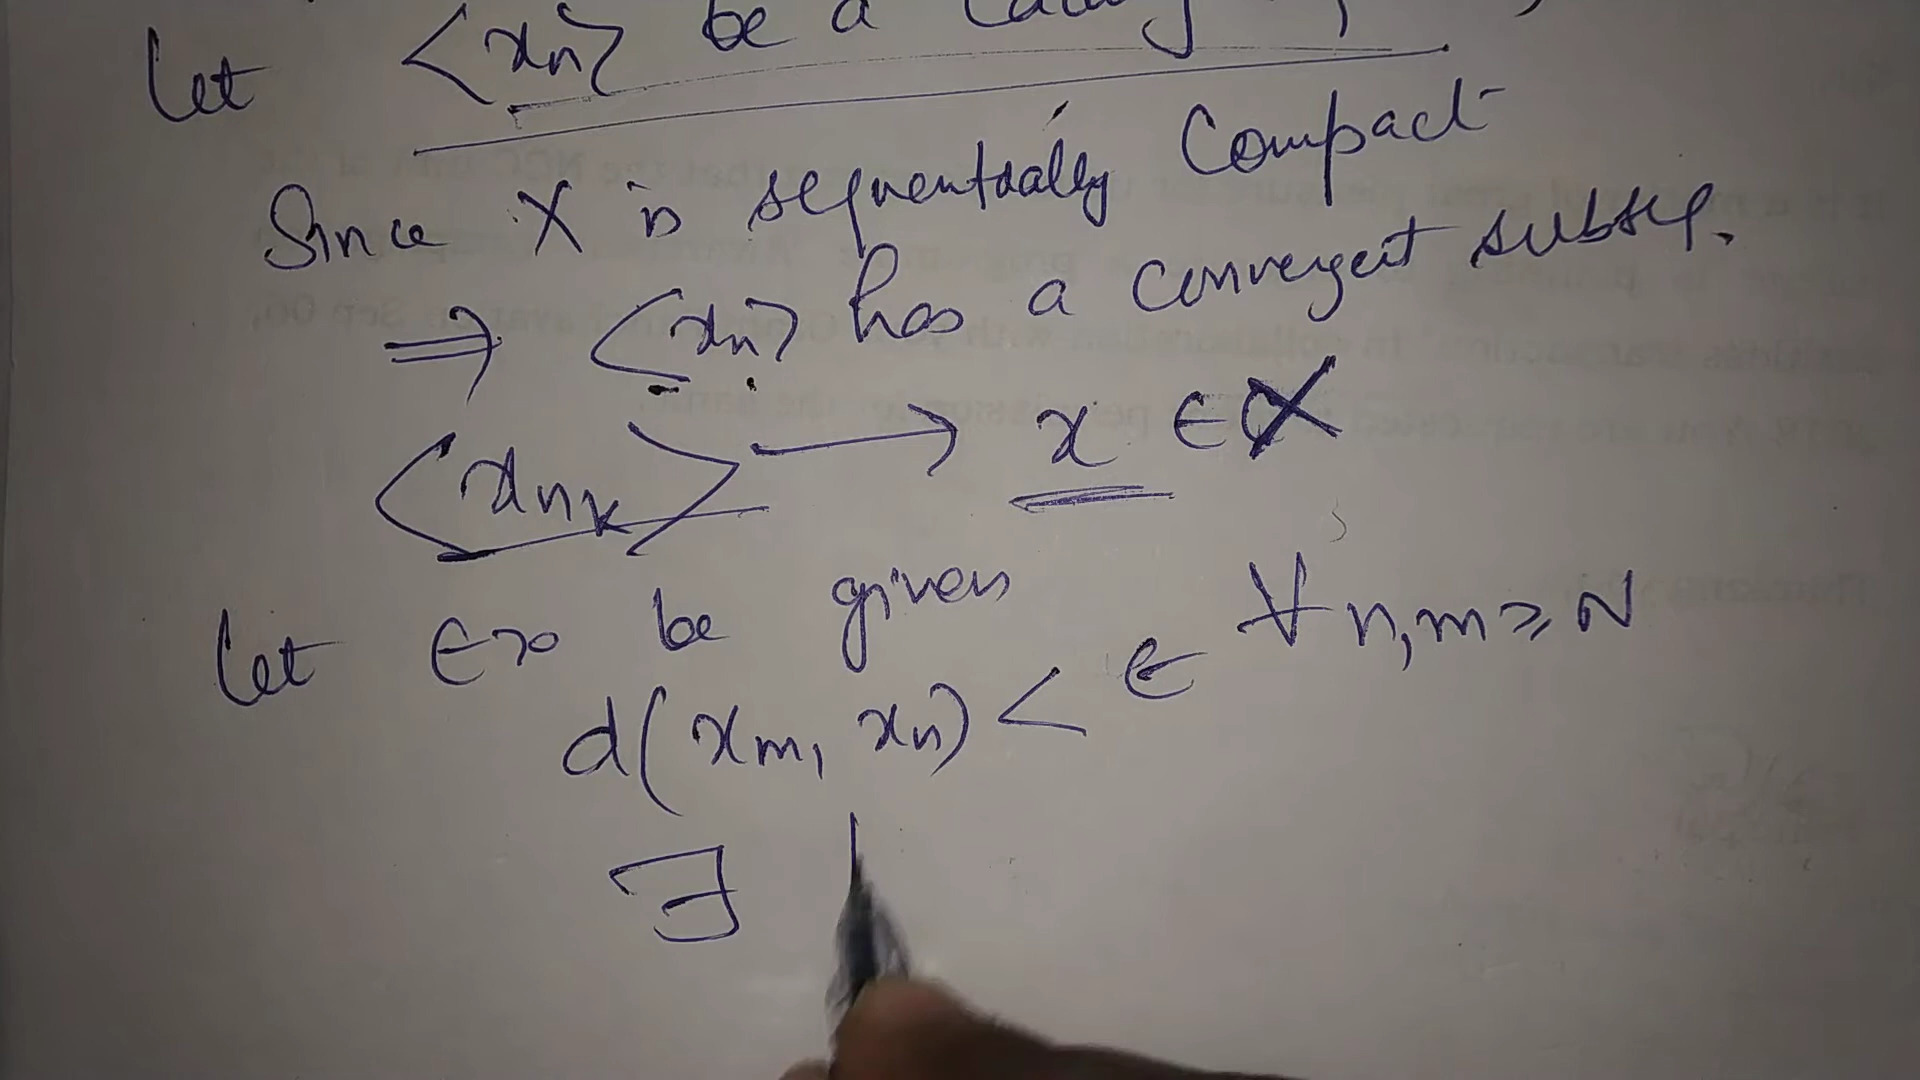 Let <xn> be a
Since X is sequentially Compact
⇒ <xn> has a convergent subseq.
<xnk> → x ∈ X
Let ∈>0 be given
d(xm, xn) < ∈ ∀ n,m ≥ N
∃